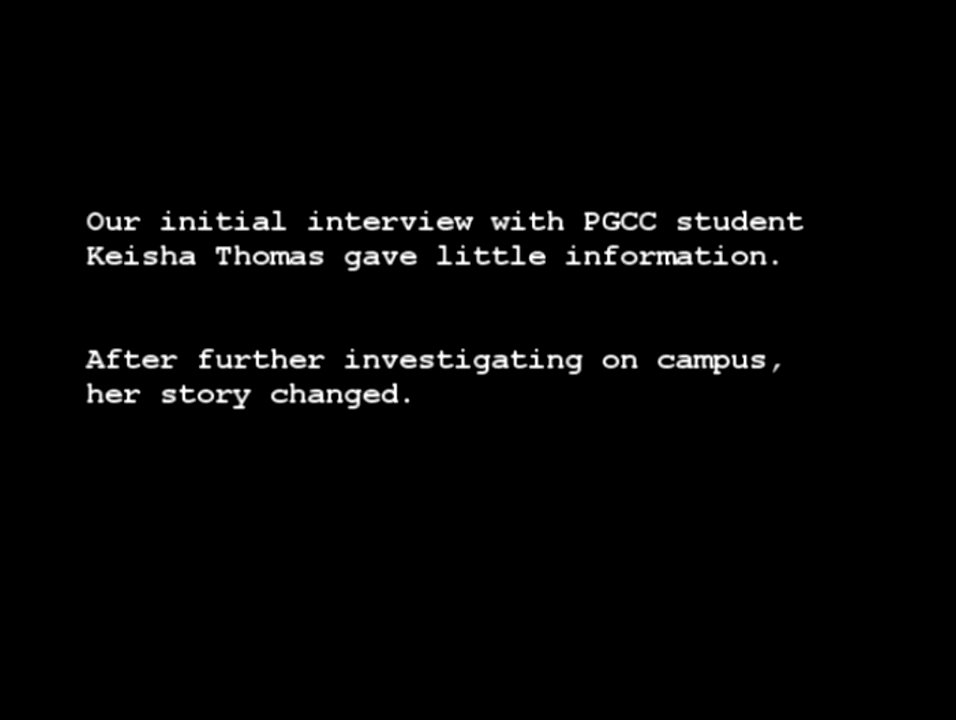 Our initial interview with PGCC student
Keisha Thomas gave little information.
After further investigating on campus,
her story changed.